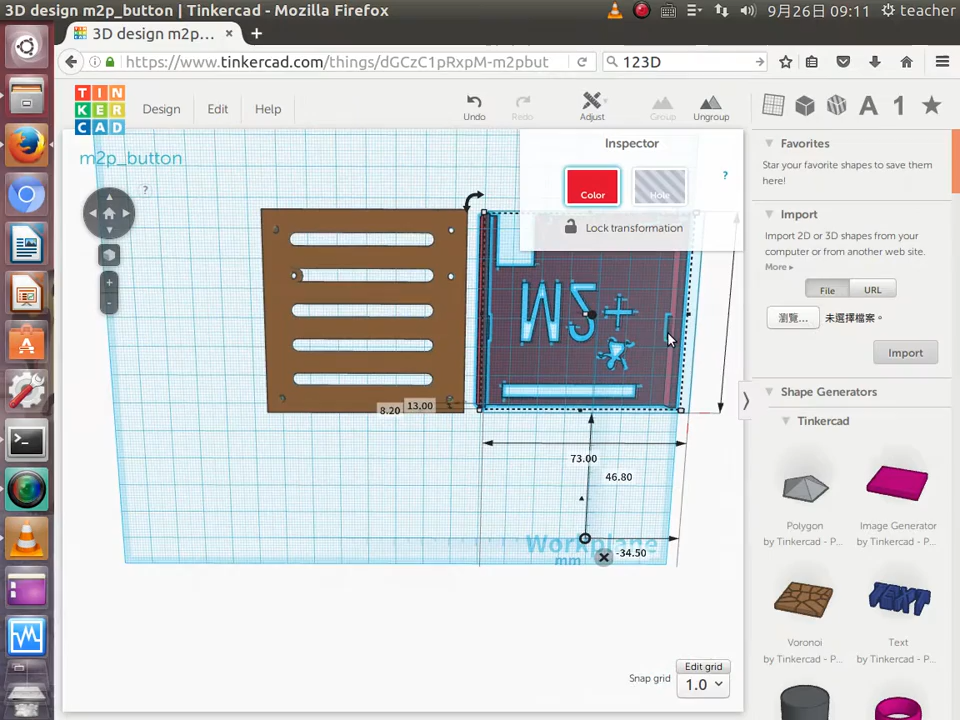 3D design m2p_button | Tinkercad - Mozilla Firefox
9月26日 09:11 teacher
3D design m2p...
https://www.tinkercad.com/things/dGCzC1pRxpM-m2pbut
123D
TIN
KER
CAD
Design Edit Help
Undo Redo Adjust Group Ungroup
A 1
m2p_button
?
Inspector
Color
Hole
?
Lock transformation
M2+
8.20
13.00
73.00
46.80
-34.50
Workplane
mm
Edit grid
Snap grid
1.0
Favorites
Star your favorite shapes to save them
here!
Import
Import 2D or 3D shapes from your
computer or from another web site.
More
File URL
瀏覽...
未選擇檔案。
Import
Shape Generators
Tinkercad
Polygon
by Tinkercad - P...
Image Generator
by Tinkercad - P...
Voronoi
by Tinkercad - P...
TEXT
Text
by Tinkercad - P...